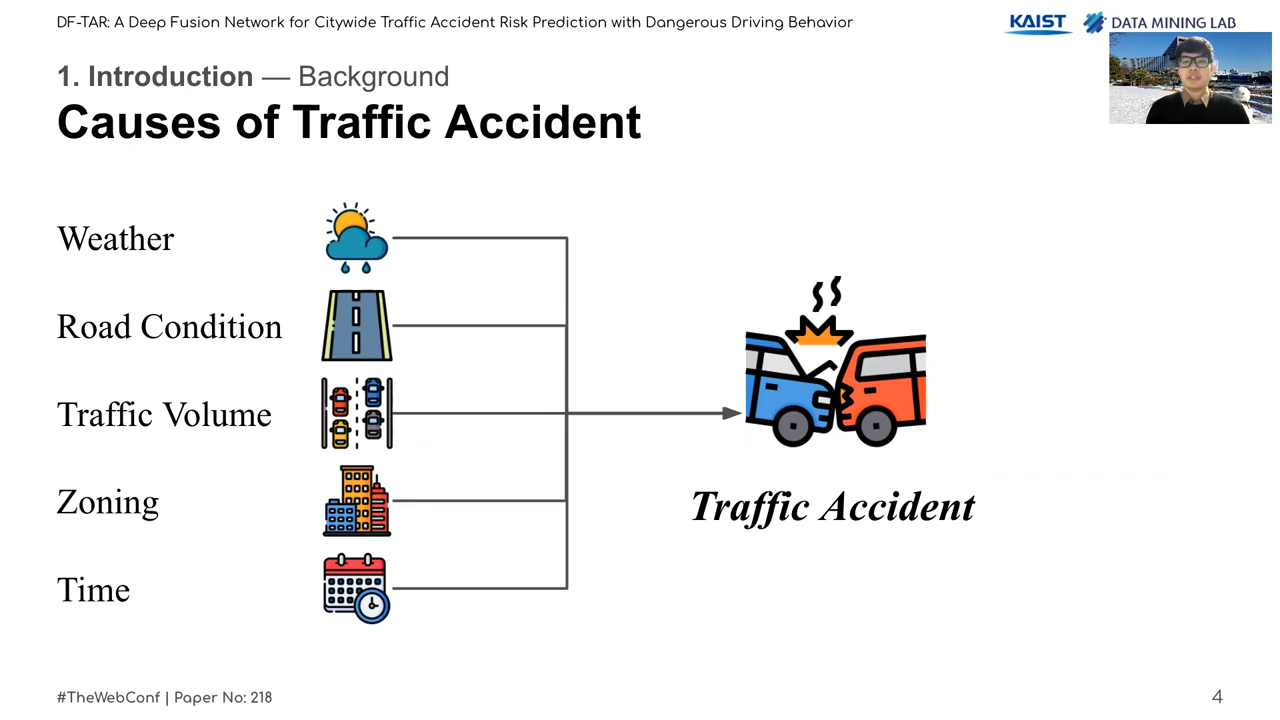 DF-TAR: A Deep Fusion Network for Citywide Traffic Accident Risk Prediction with Dangerous Driving Behavior
KAIST DATA MINING LAB
1. Introduction — Background
Causes of Traffic Accident
Weather
Road Condition
Traffic Volume
Zoning
Time
Traffic Accident
#TheWebConf | Paper No: 218
4